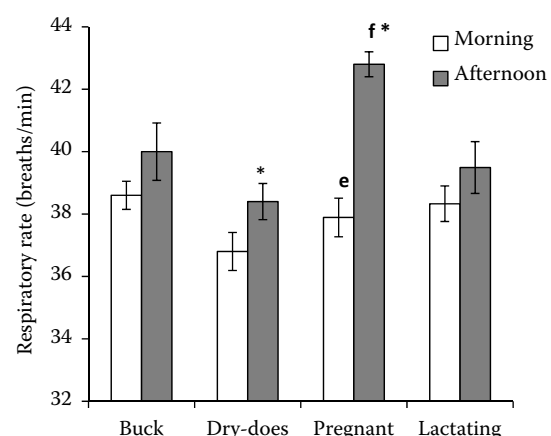 Respiratory rate (breaths/min)
44
42
40
38
36
34
32
f *
*
e
Morning
Afternoon
Buck
Dry-does
Pregnant
Lactating